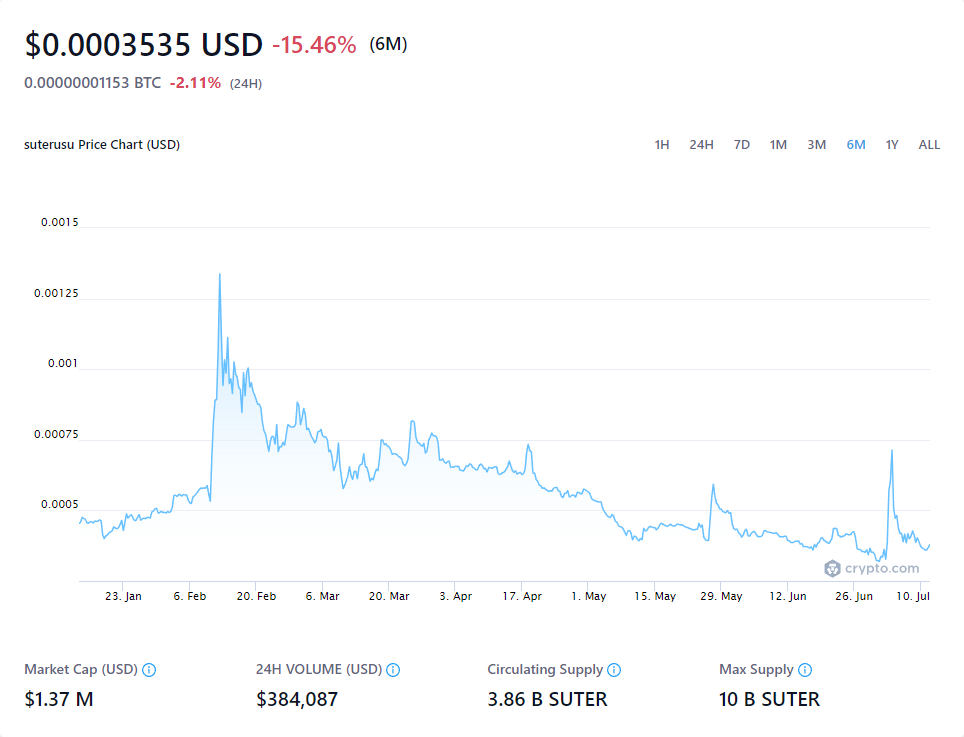 $0.0003535 USD -15.46% (6M)
0.00000001153 BTC -2.11% (24H)
suterusu Price Chart (USD) 1H 24H 7D 1M 3M 6M 1Y ALL
0.0015
0.00125
0.001
0.00075
0.0005
crypto.com
23. Jan 6. Feb 20. Feb 6. Mar 20. Mar 3. Apr 17. Apr 1. May 15. May 29. May 12. Jun 26. Jun 10. Jul
Market Cap (USD) 24H VOLUME (USD) Circulating Supply Max Supply
$1.37 M $384,087 3.86 B SUTER 10 B SUTER